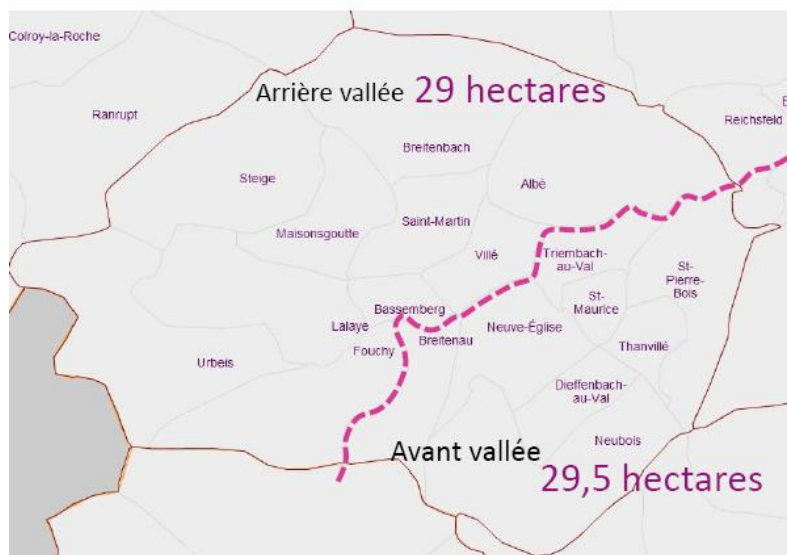 Colroy-la-Roche
Arrière vallée 29 hectares
Ranrupt
Reichsfeld
Breitenbach
Steige
Albé
Saint-Martin
Maisonsgoutte
Villé
Triembach-
au-Val
St-
Pierre-
Bois
Bassemberg
St-
Maurice
Lalaye
Neuve-Église
Breitenau
Fouchy
Thanvillé
Urbeis
Dieffenbach-
au-Val
Neubois
Avant vallée
29,5 hectares